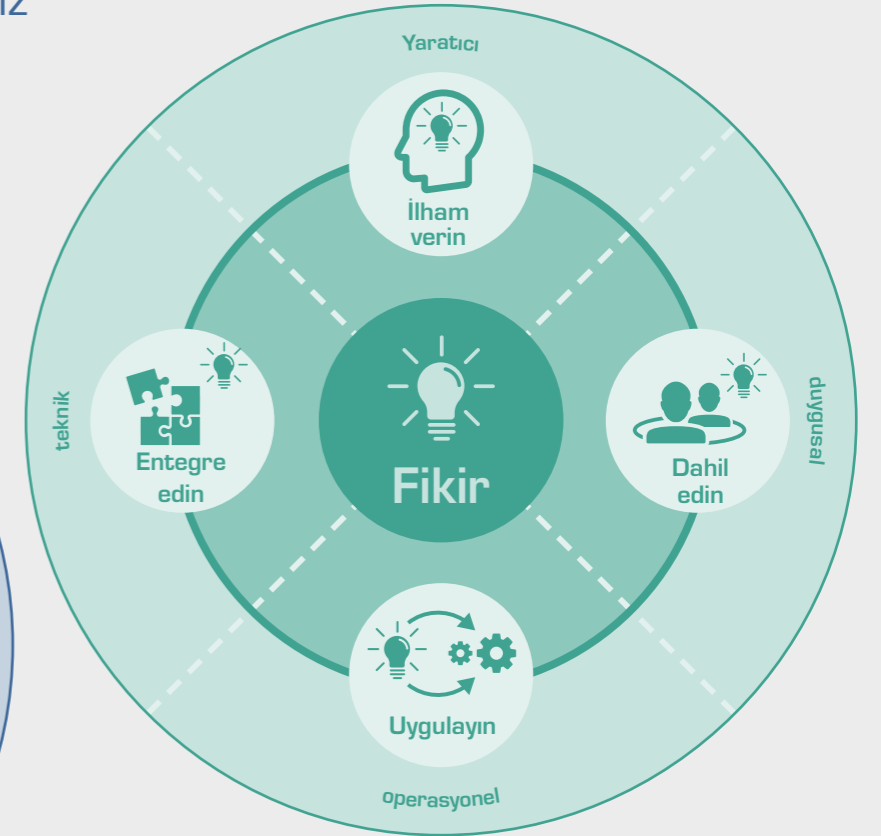 Yaratıcı
İlham
verin
teknik
Entegre
edin
Fikir
duygusal
Dahil
edin
Uygulayın
operasyonel